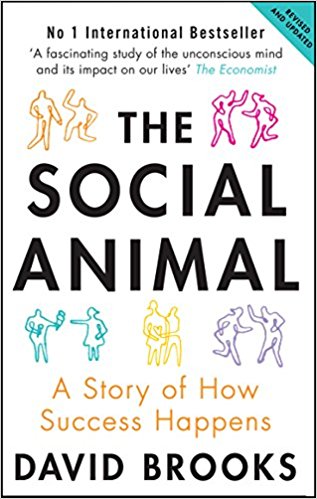 No 1 International Bestseller
REVISED
AND UPDATED
‘A fascinating study of the unconscious mind
and its impact on our lives’ The Economist
THE
SOCIAL
ANIMAL
A Story of How
Success Happens
DAVID BROOKS